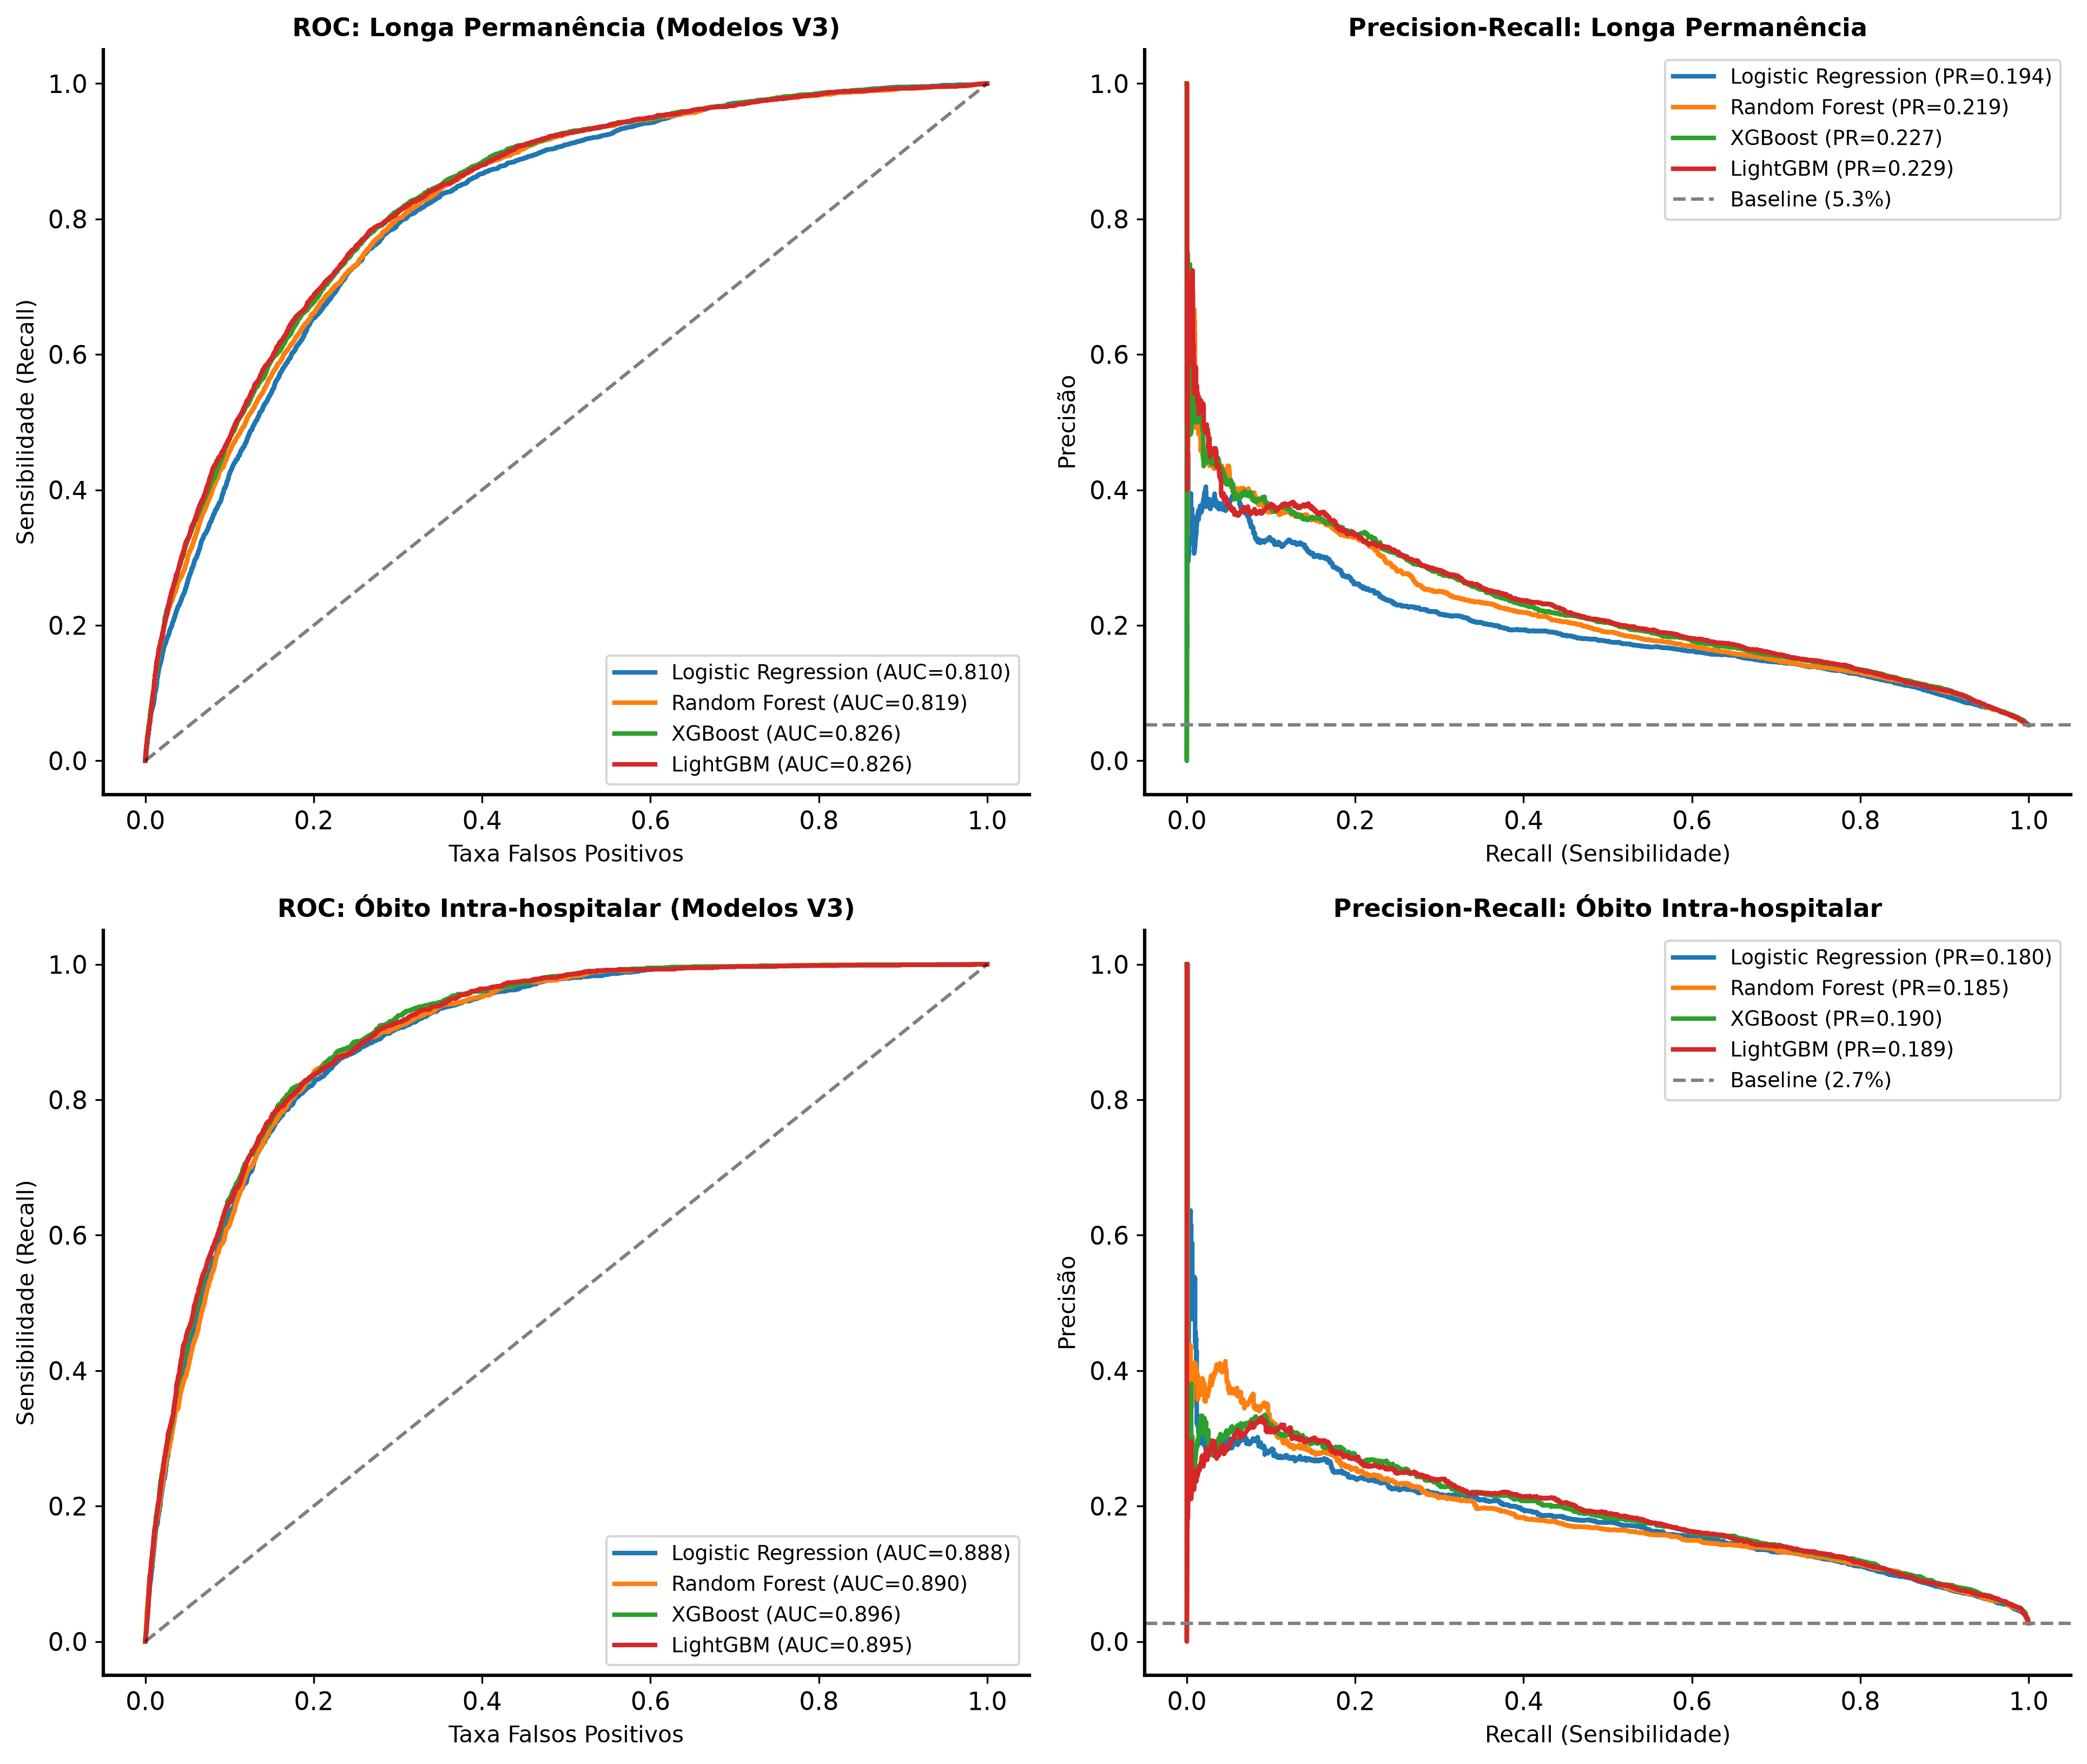 ROC: Longa Permanência (Modelos V3)
Sensibilidade (Recall)
1.0
0.8
0.6
0.4
0.2
0.0
0.0 0.2 0.4 0.6 0.8 1.0
Taxa Falsos Positivos
Logistic Regression (AUC=0.810)
Random Forest (AUC=0.819)
XGBoost (AUC=0.826)
LightGBM (AUC=0.826)
Precision-Recall: Longa Permanência
Precisão
1.0
0.8
0.6
0.4
0.2
0.0
0.0 0.2 0.4 0.6 0.8 1.0
Recall (Sensibilidade)
Logistic Regression (PR=0.194)
Random Forest (PR=0.219)
XGBoost (PR=0.227)
LightGBM (PR=0.229)
Baseline (5.3%)
ROC: Óbito Intra-hospitalar (Modelos V3)
Sensibilidade (Recall)
1.0
0.8
0.6
0.4
0.2
0.0
0.0 0.2 0.4 0.6 0.8 1.0
Taxa Falsos Positivos
Logistic Regression (AUC=0.888)
Random Forest (AUC=0.890)
XGBoost (AUC=0.896)
LightGBM (AUC=0.895)
Precision-Recall: Óbito Intra-hospitalar
Precisão
1.0
0.8
0.6
0.4
0.2
0.0
0.0 0.2 0.4 0.6 0.8 1.0
Recall (Sensibilidade)
Logistic Regression (PR=0.180)
Random Forest (PR=0.185)
XGBoost (PR=0.190)
LightGBM (PR=0.189)
Baseline (2.7%)